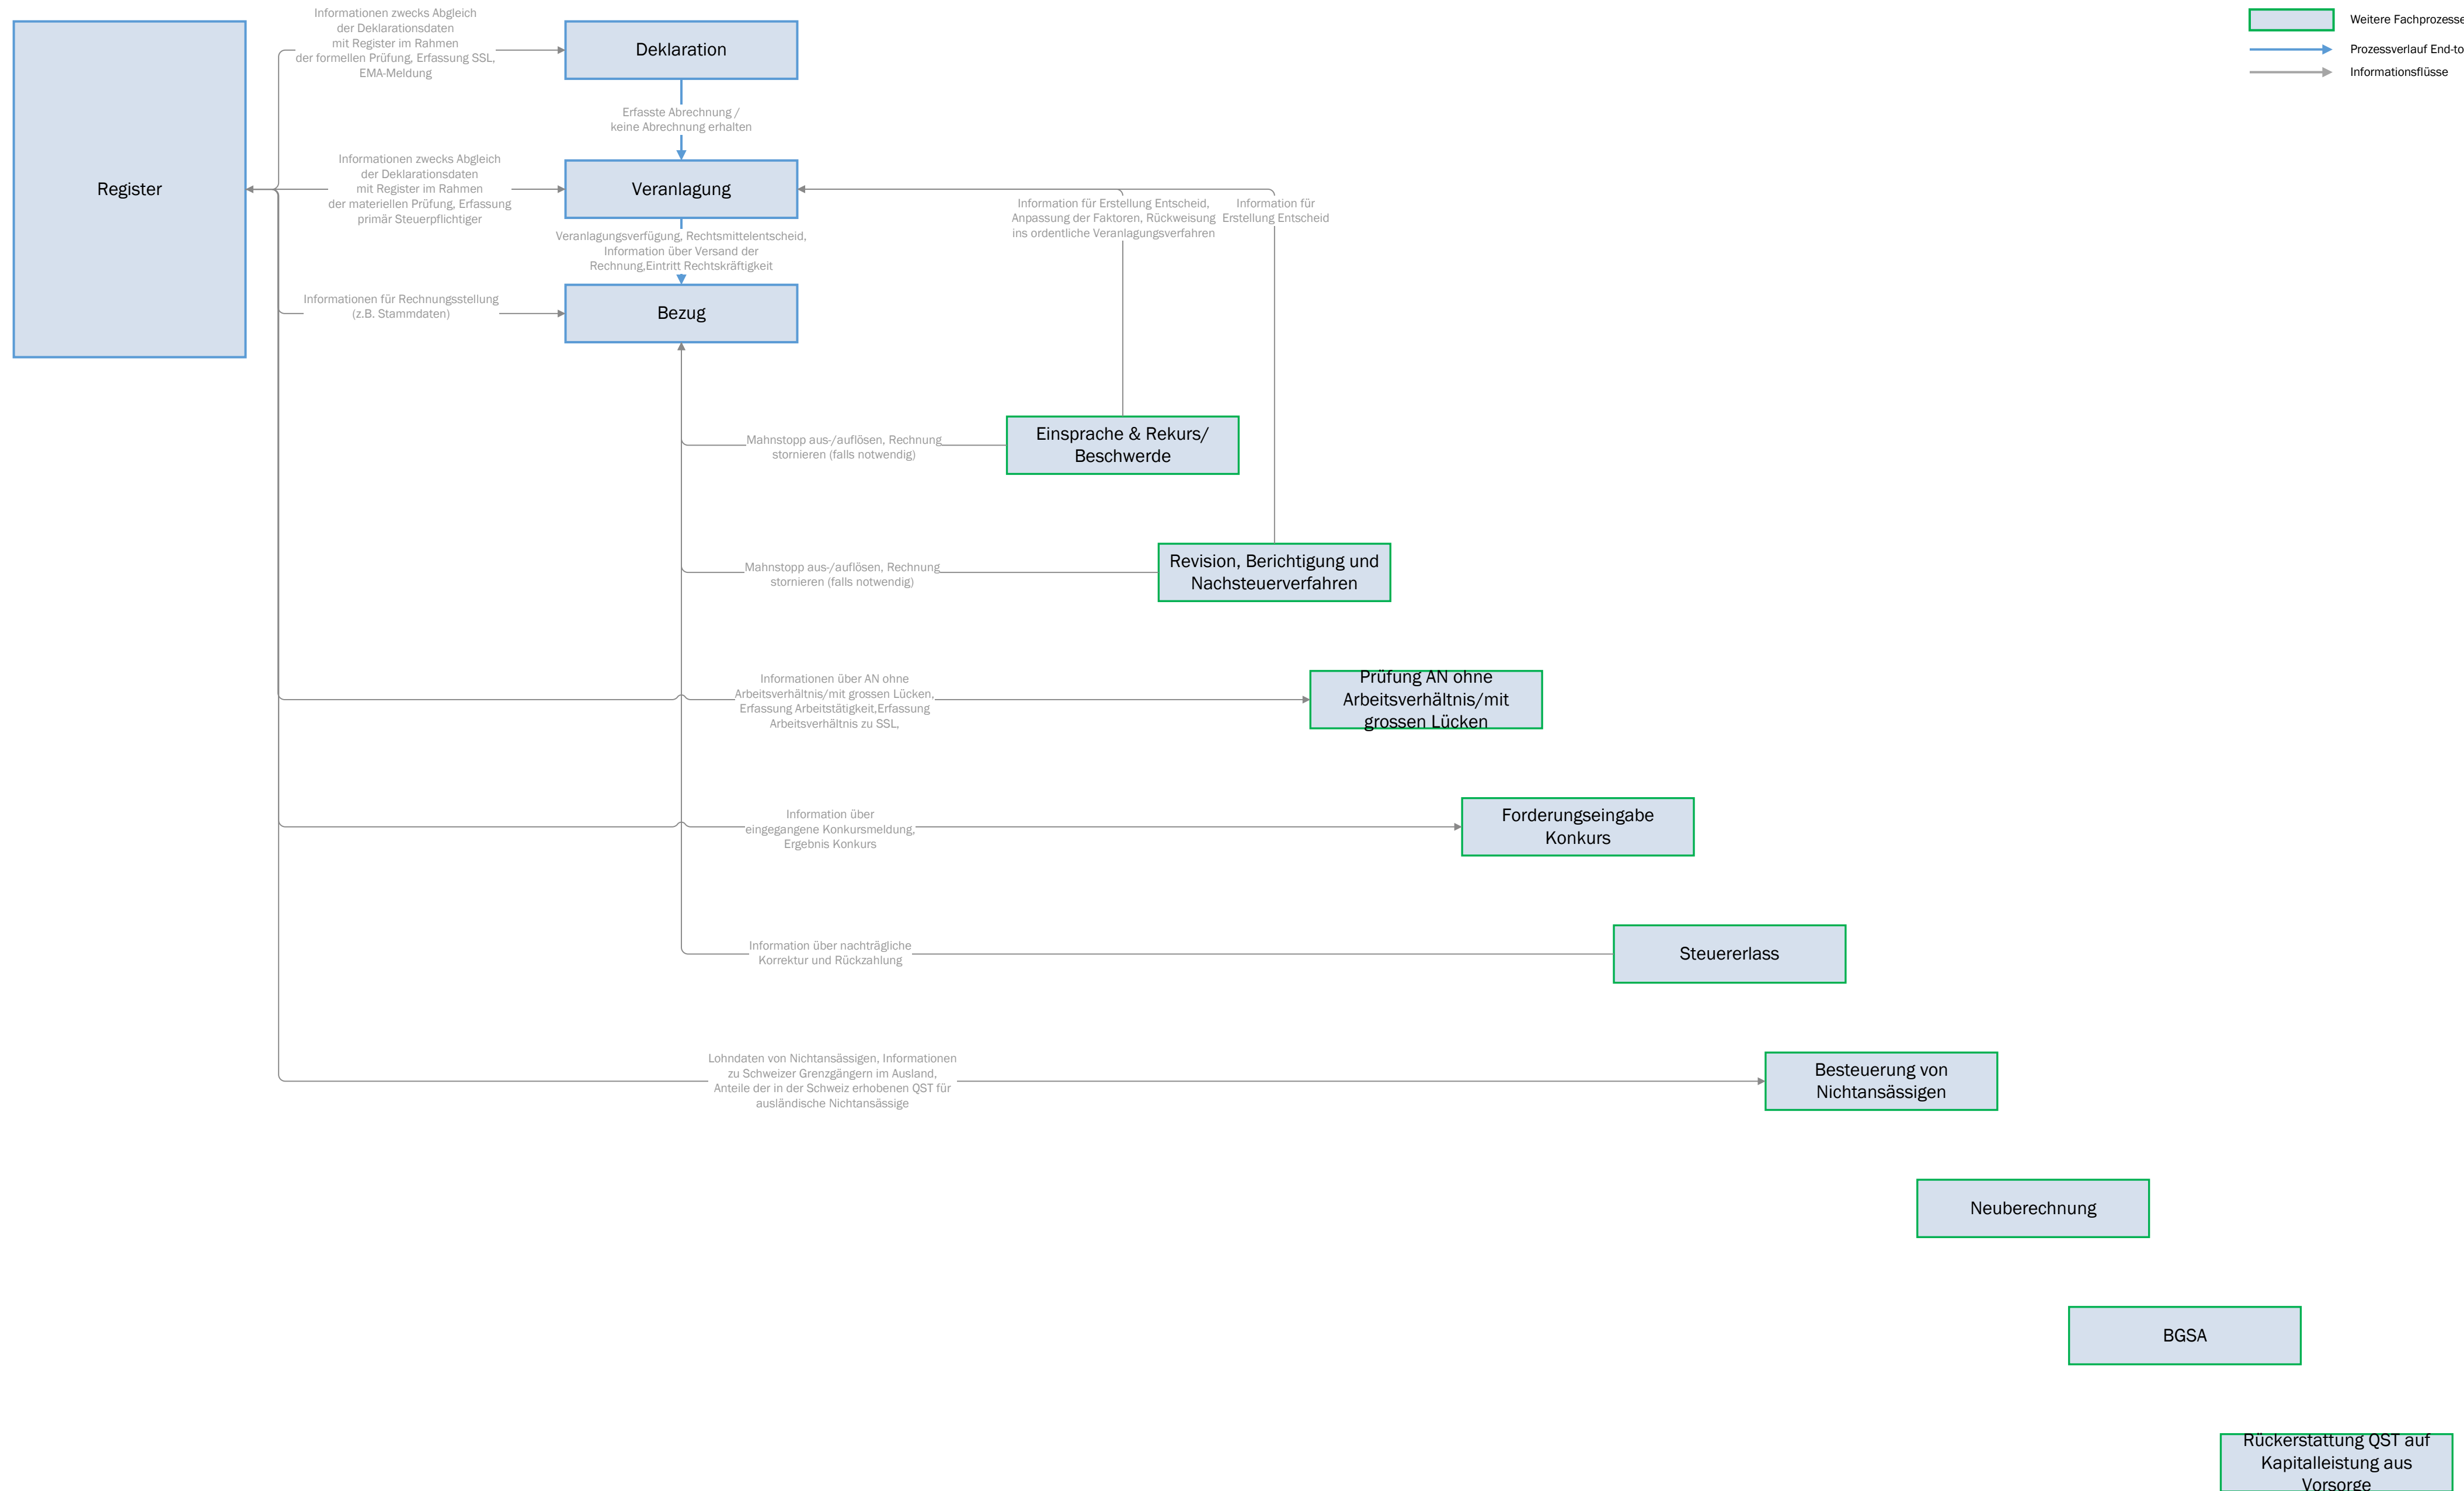 Informationen zwecks Abgleich
der Deklarationsdaten
mit Register im Rahmen
der formellen Prüfung, Erfassung SSL,
EMA-Meldung
Deklaration
Weitere Fachprozesse
Prozessverlauf End-to
Informationsflüsse
Erfasste Abrechnung /
keine Abrechnung erhalten
Register
Informationen zwecks Abgleich
der Deklarationsdaten
mit Register im Rahmen
der materiellen Prüfung, Erfassung
primär Steuerpflichtiger
Veranlagung
Information für Erstellung Entscheid,
Anpassung der Faktoren, Rückweisung
ins ordentliche Veranlagungsverfahren
Information für
Erstellung Entscheid
Veranlagungsverfügung, Rechtsmittelentscheid,
Information über Versand der
Rechnung,Eintritt Rechtskräftigkeit
Informationen für Rechnungsstellung
(z.B. Stammdaten)
Bezug
Mahnstopp aus-/auflösen, Rechnung
stornieren (falls notwendig)
Einsprache & Rekurs/
Beschwerde
Mahnstopp aus-/auflösen, Rechnung
stornieren (falls notwendig)
Revision, Berichtigung und
Nachsteuerverfahren
Informationen über AN ohne
Arbeitsverhältnis/mit grossen Lücken,
Erfassung Arbeitstätigkeit,Erfassung
Arbeitsverhältnis zu SSL,
Prüfung AN ohne
Arbeitsverhältnis/mit
grossen Lücken
Information über
eingegangene Konkursmeldung,
Ergebnis Konkurs
Forderungseingabe
Konkurs
Information über nachträgliche
Korrektur und Rückzahlung
Steuererlass
Lohndaten von Nichtansässigen, Informationen
zu Schweizer Grenzgängern im Ausland,
Anteile der in der Schweiz erhobenen QST für
ausländische Nichtansässige
Besteuerung von
Nichtansässigen
Neuberechnung
BGSA
Rückerstattung QST auf
Kapitalleistung aus
Vorsorge